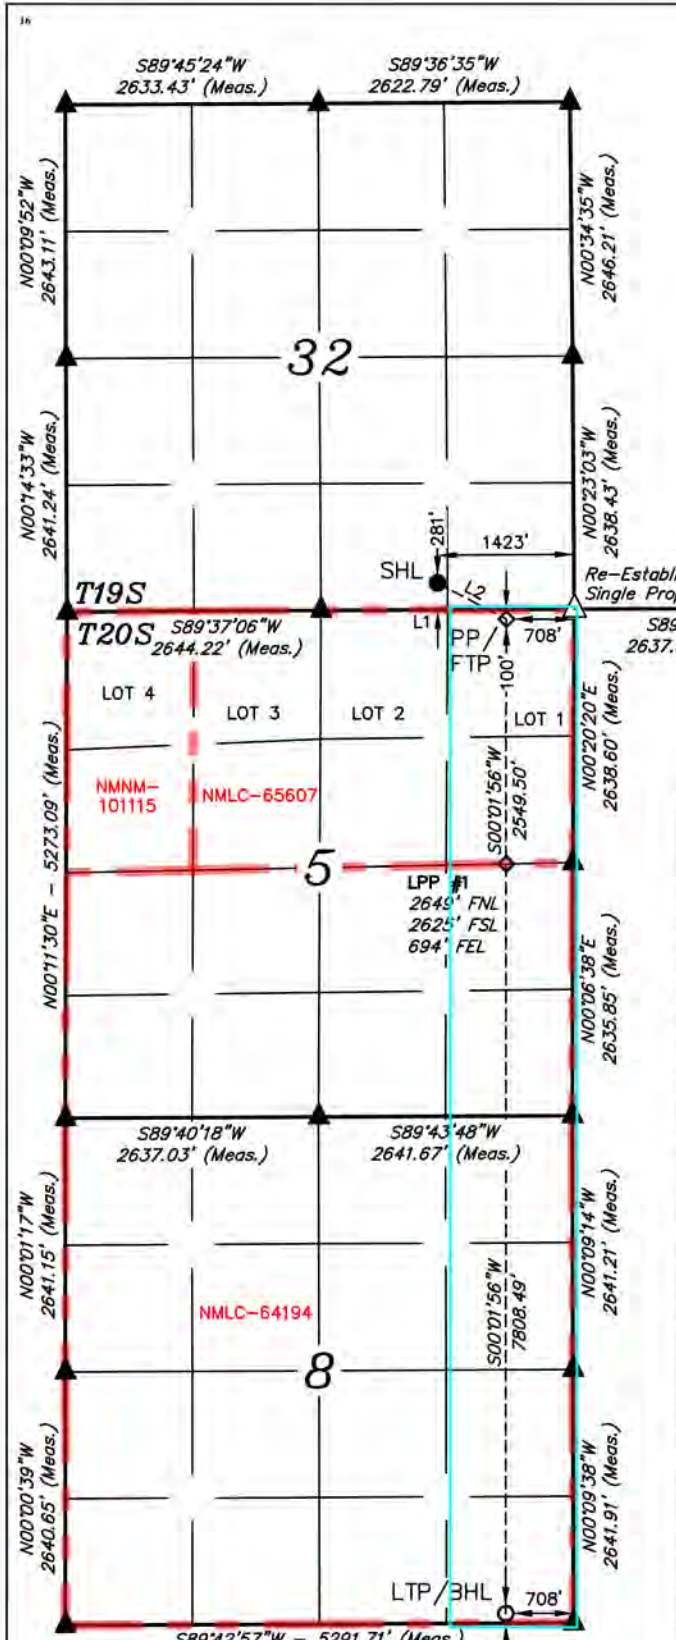 36
S89°45'24"W
2633.43' (Meas.)
S89°36'35"W
2622.79' (Meas.)
N00°09'52"W
2643.11' (Meas.)
N00°34'35"W
2646.21' (Meas.)
32
N00°14'33"W
2641.24' (Meas.)
N00°23'03"W
2638.43' (Meas.)
281'
1423'
SHL
L2
Single Prop
T19S
T20S
S89°37'06"W
2644.22' (Meas.)
L1
PP/
FTP
708'
S89
2637.
100'
LOT 4
LOT 3
LOT 2
LOT 1
N00°20'20"E
2638.60' (Meas.)
NMNM-
101115
NMLC-65607
S00°01'56"W
2549.50'
N00°11'30"E - 5273.09' (Meas.)
5
LPP #1
2649' FNL
2625' FSL
694' FEL
N00°06'38"E
2635.85' (Meas.)
S89°40'18"W
2637.03' (Meas.)
S89°43'48"W
2641.67' (Meas.)
N00°01'17"W
2641.15' (Meas.)
N00°09'14"W
2641.21' (Meas.)
NMLC-64194
S00°01'56"W
7808.49'
8
N00°00'39"W
2640.65' (Meas.)
N00°09'38"W
2641.91' (Meas.)
LTP/BHL
708'
S89°42'57"W - 5291.71' (Meas.)